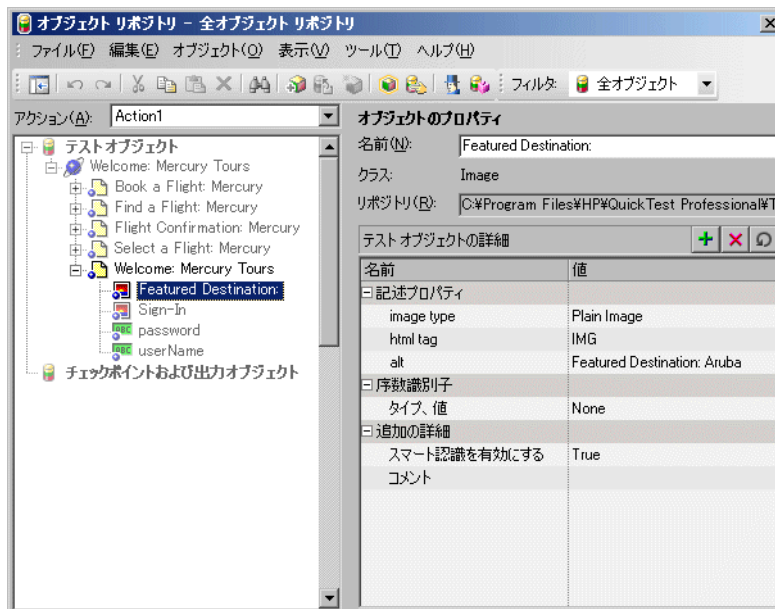 オブジェクト リポジトリ - 全オブジェクト リポジトリ
ファイル(F) 編集(E) オブジェクト(O) 表示(V) ツール(T) ヘルプ(H)
フィルタ: 全オブジェクト
アクション(A): Action1
テスト オブジェクト
Welcome: Mercury Tours
Book a Flight: Mercury
Find a Flight: Mercury
Flight Confirmation: Mercury
Select a Flight: Mercury
Welcome: Mercury Tours
Featured Destination:
Sign-In
password
userName
チェックポイントおよび出力オブジェクト
オブジェクトのプロパティ
名前(N): Featured Destination:
クラス: Image
リポジトリ(R): C:¥Program Files¥HP¥QuickTest Professional¥T
テスト オブジェクトの詳細
名前 値
記述プロパティ
image type Plain Image
html tag IMG
alt Featured Destination: Aruba
序数識別子
タイプ、値 None
追加の詳細
スマート認識を有効にする True
コメント